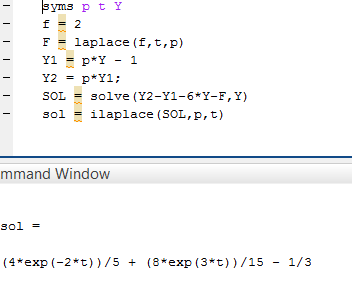 syms p t Y
f = 2
F = laplace(f,t,p)
Y1 = p*Y - 1
Y2 = p*Y1;
SOL = solve(Y2-Y1-6*Y-F,Y)
sol = ilaplace(SOL,p,t)
mmand Window
sol =
(4*exp(-2*t))/5 + (8*exp(3*t))/15 - 1/3